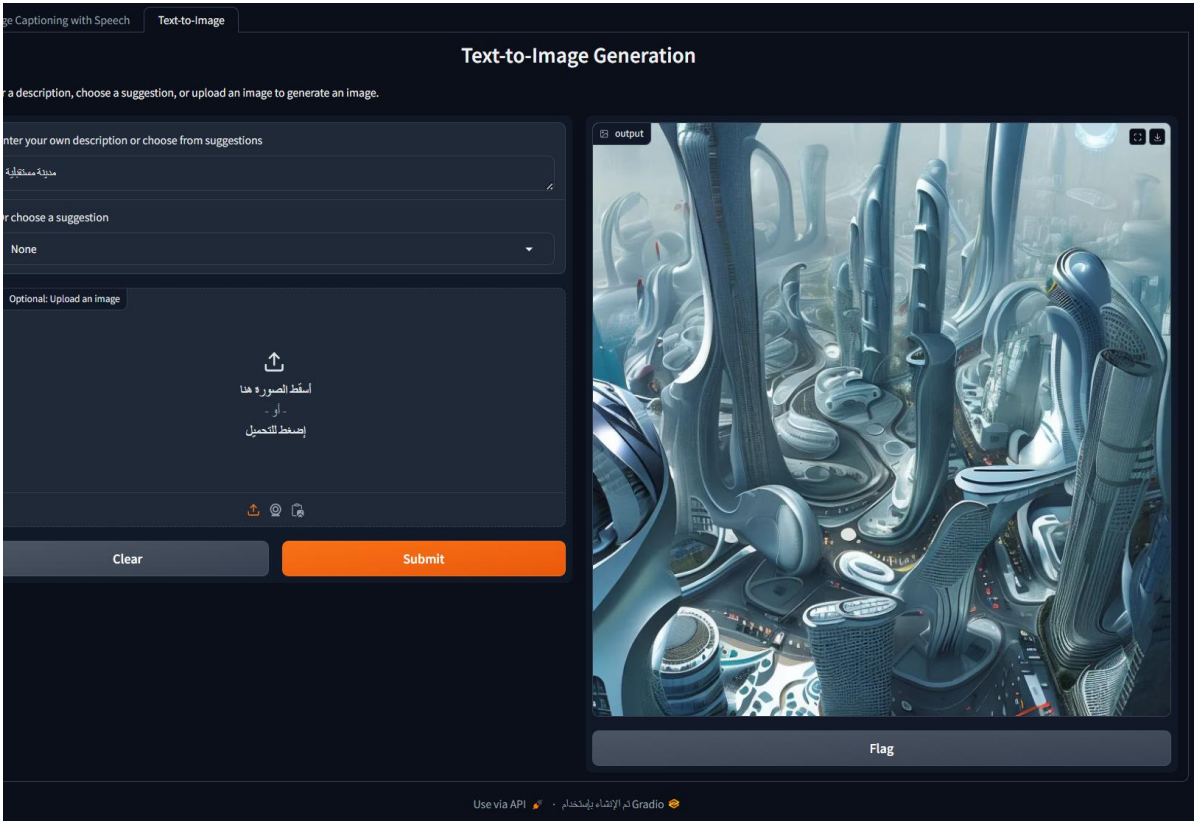 ge Captioning with Speech
Text-to-Image
Text-to-Image Generation
r a description, choose a suggestion, or upload an image to generate an image.
nter your own description or choose from suggestions
مدينة مستقبلية
r choose a suggestion
None
Optional: Upload an image
أسقط الصورة هنا
- أو -
إضغط للتحميل
Clear
Submit
output
Flag
Use via API · تم الإنشاء بإستخدام Gradio